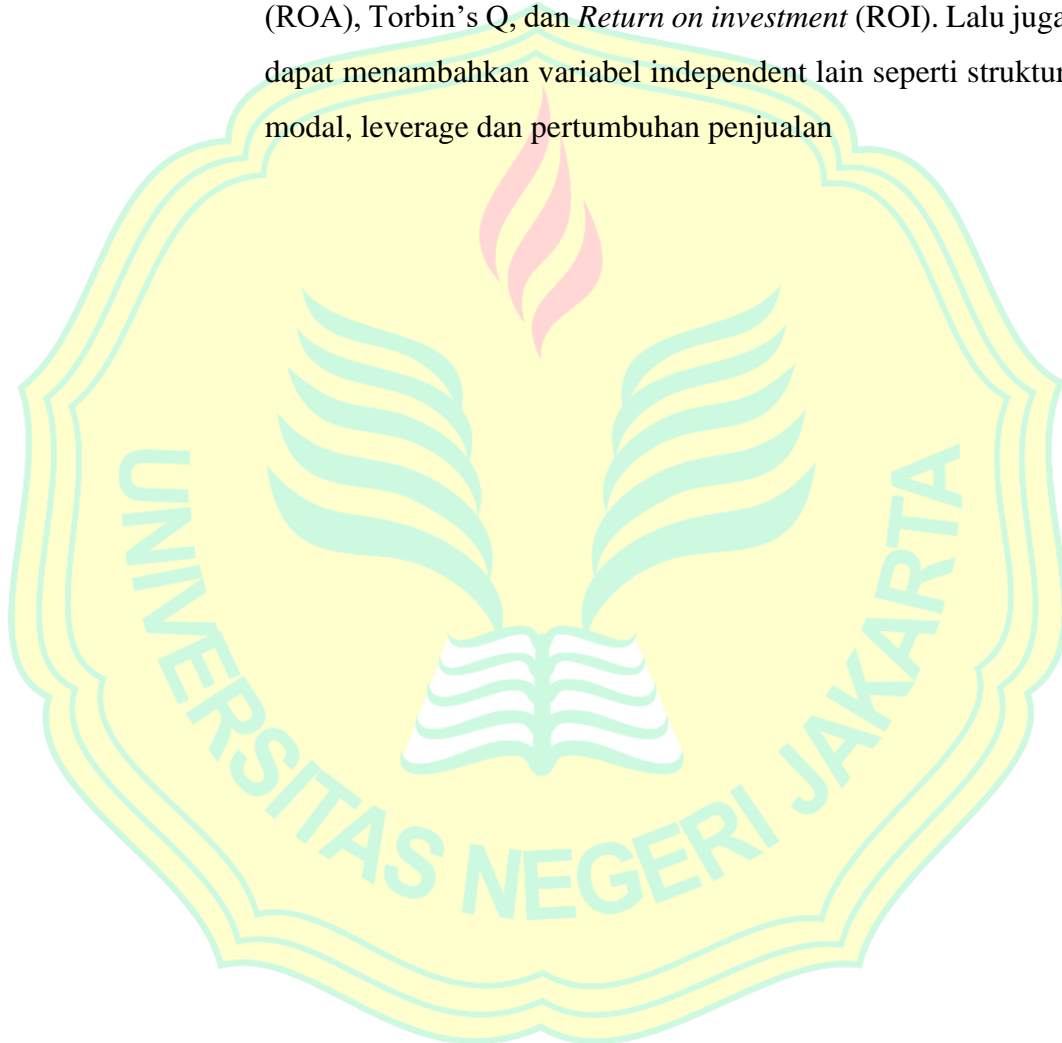 (ROA), Torbin’s Q, dan Return on investment (ROI). Lalu juga
dapat menambahkan variabel independent lain seperti struktur
modal, leverage dan pertumbuhan penjualan
UNIVERSITAS NEGERI JAKARTA